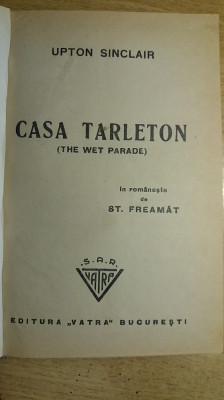 UPTON SINCLAIR
CASA TARLETON
(THE WET PARADE)
în românește
de
ST. FREAMĂT
S.A.R.
VATRA
EDITURA „VATRA" BUCUREȘTI